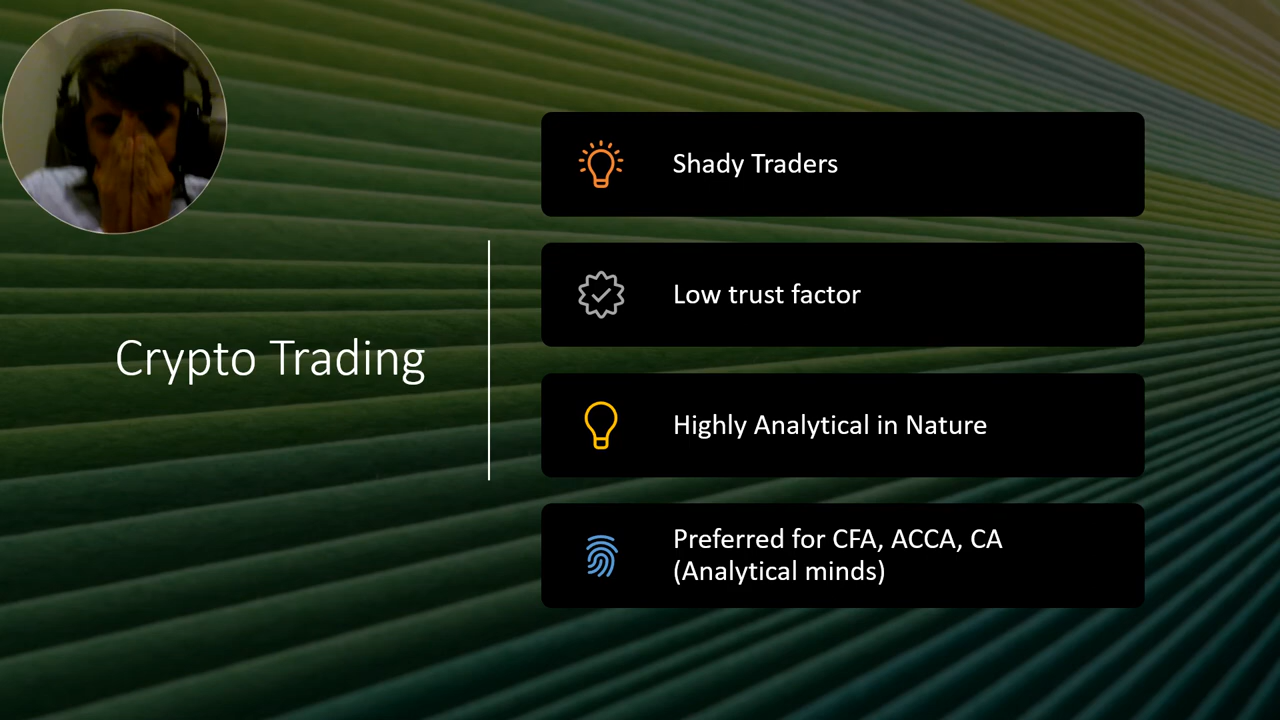 Crypto Trading
Shady Traders
Low trust factor
Highly Analytical in Nature
Preferred for CFA, ACCA, CA
(Analytical minds)